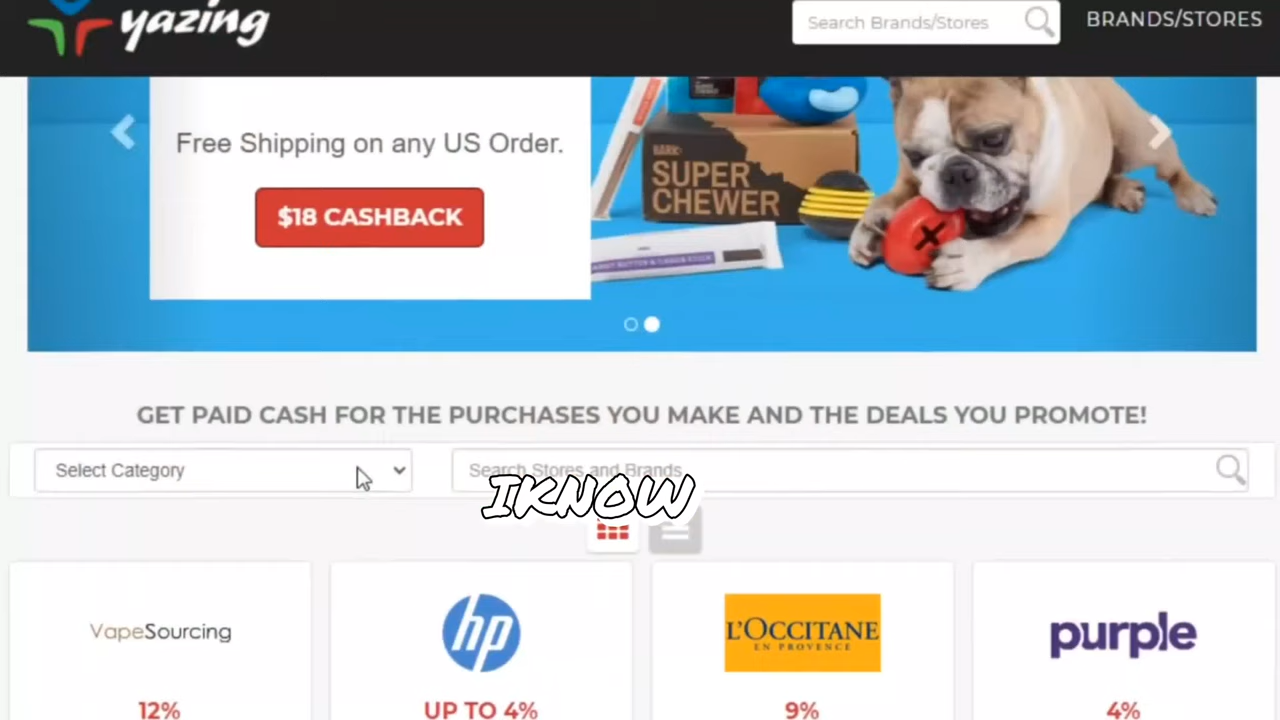 yazing
Search Brands/Stores
BRANDS/STORES
Free Shipping on any US Order.
$18 CASHBACK
BARK
SUPER
CHEWER
GET PAID CASH FOR THE PURCHASES YOU MAKE AND THE DEALS YOU PROMOTE!
Select Category
Search Stores and Brands
IKNOW
VapeSourcing
hp
L'OCCITANE
EN PROVENCE
purple
12%
UP TO 4%
9%
4%